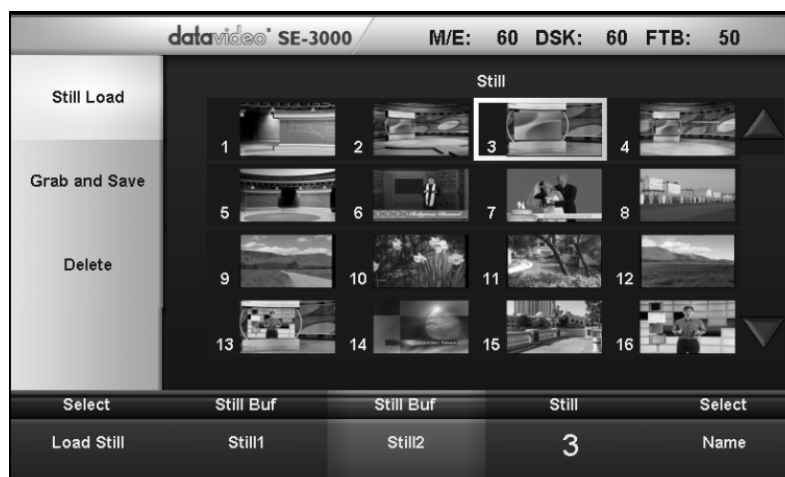 datavideo SE-3000 M/E: 60 DSK: 60 FTB: 50
Still Load
Grab and Save
Delete
Still
1 2 3 4
5 6 7 8
9 10 11 12
13 14 15 16
Select Still Buf Still Buf Still Select
Load Still Still1 Still2 3 Name